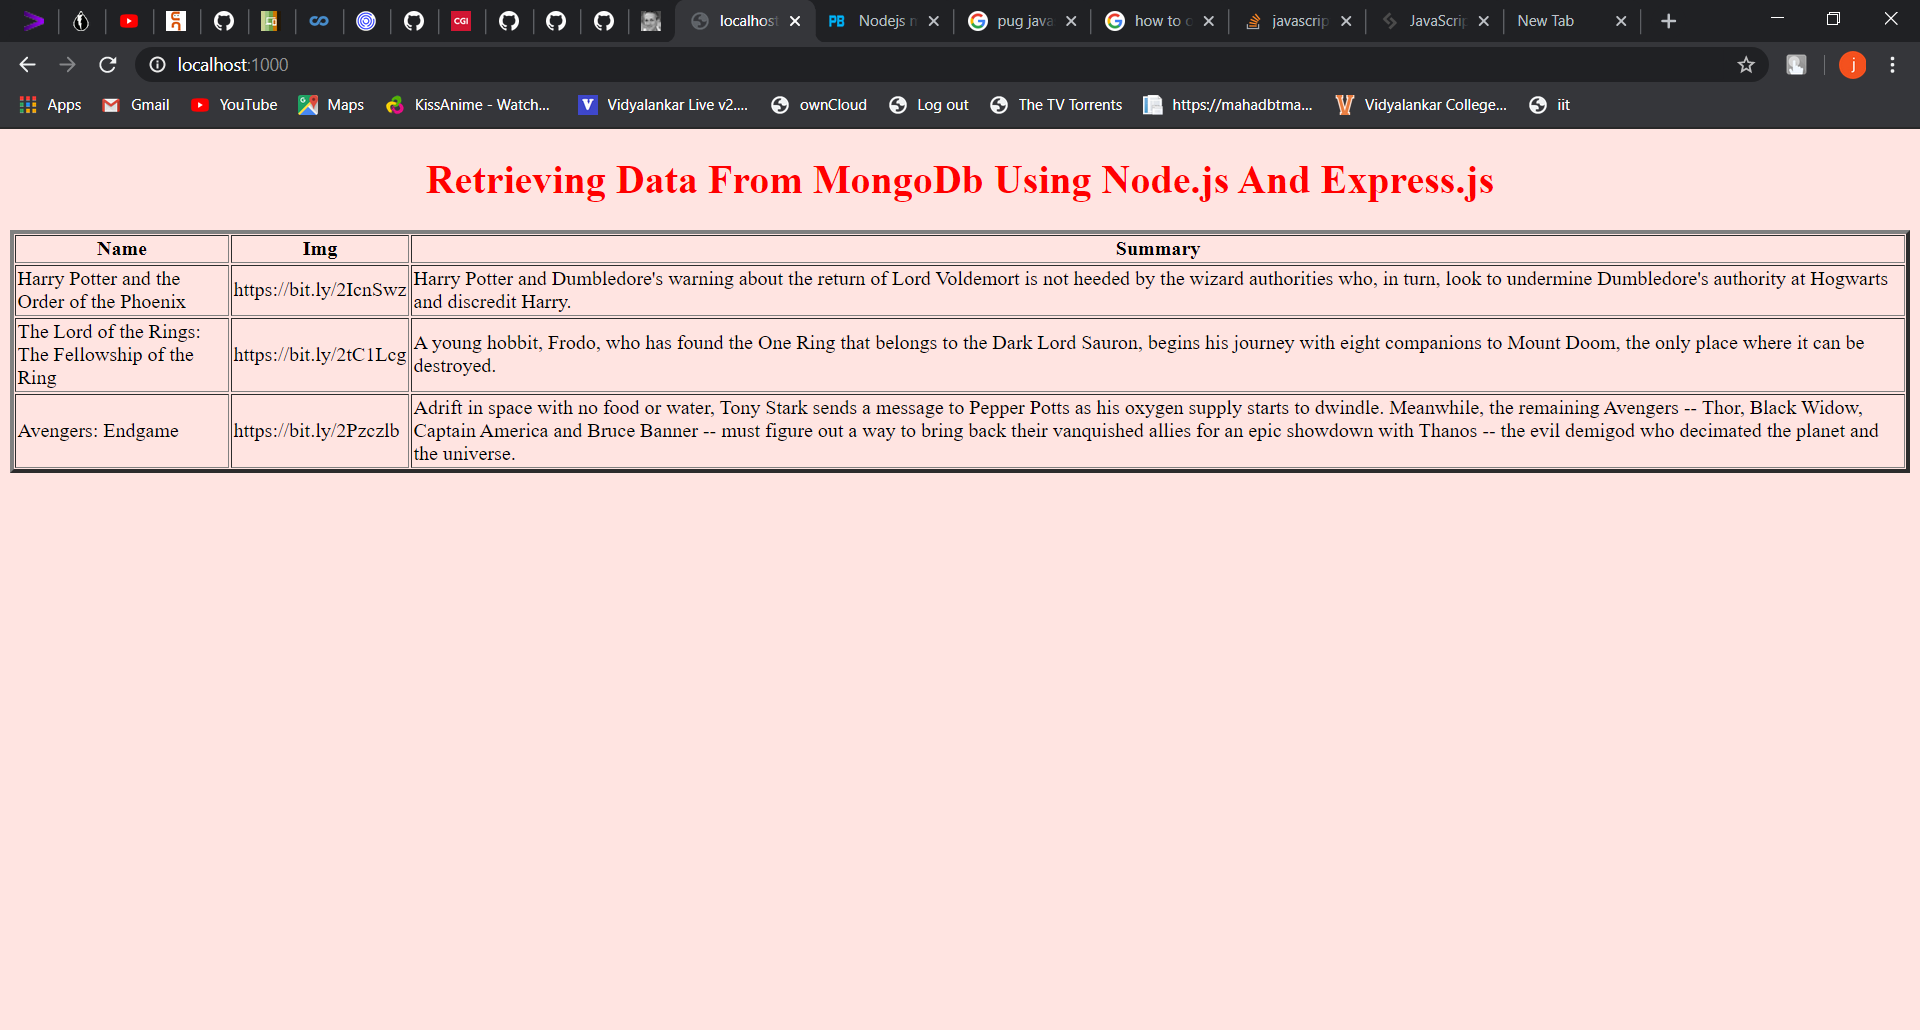 localhost
Nodejs n
pug java
how to o
javascrip
JavaScrip
New Tab
localhost:1000
j
Apps
Gmail
YouTube
Maps
KissAnime - Watch...
Vidyalankar Live v2....
ownCloud
Log out
The TV Torrents
https://mahadbtma...
Vidyalankar College...
iit
CGI
PB
Retrieving Data From MongoDb Using Node.js And Express.js
Name Img Summary
Harry Potter and the
Order of the Phoenix
https://bit.ly/2IcnSwz
Harry Potter and Dumbledore's warning about the return of Lord Voldemort is not heeded by the wizard authorities who, in turn, look to undermine Dumbledore's authority at Hogwarts
and discredit Harry.
The Lord of the Rings:
The Fellowship of the
Ring
https://bit.ly/2tC1Lcg
A young hobbit, Frodo, who has found the One Ring that belongs to the Dark Lord Sauron, begins his journey with eight companions to Mount Doom, the only place where it can be
destroyed.
Avengers: Endgame
https://bit.ly/2Pzczlb
Adrift in space with no food or water, Tony Stark sends a message to Pepper Potts as his oxygen supply starts to dwindle. Meanwhile, the remaining Avengers -- Thor, Black Widow,
Captain America and Bruce Banner -- must figure out a way to bring back their vanquished allies for an epic showdown with Thanos -- the evil demigod who decimated the planet and
the universe.